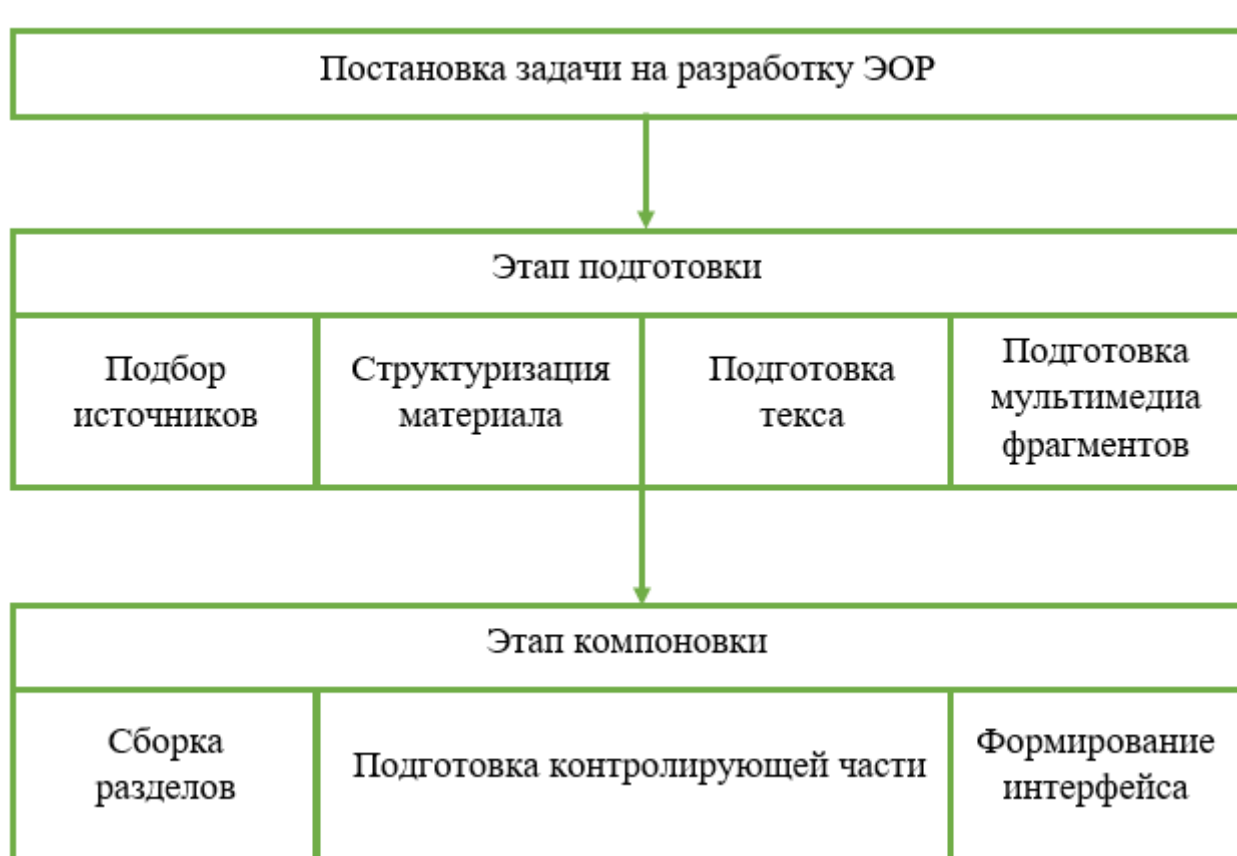 Постановка задачи на разработку ЭОР
Этап подготовки
Подбор
источников
Структуризация
материала
Подготовка
текса
Подготовка
мультимедиа
фрагментов
Этап компоновки
Сборка
разделов
Подготовка контролирующей части
Формирование
интерфейса